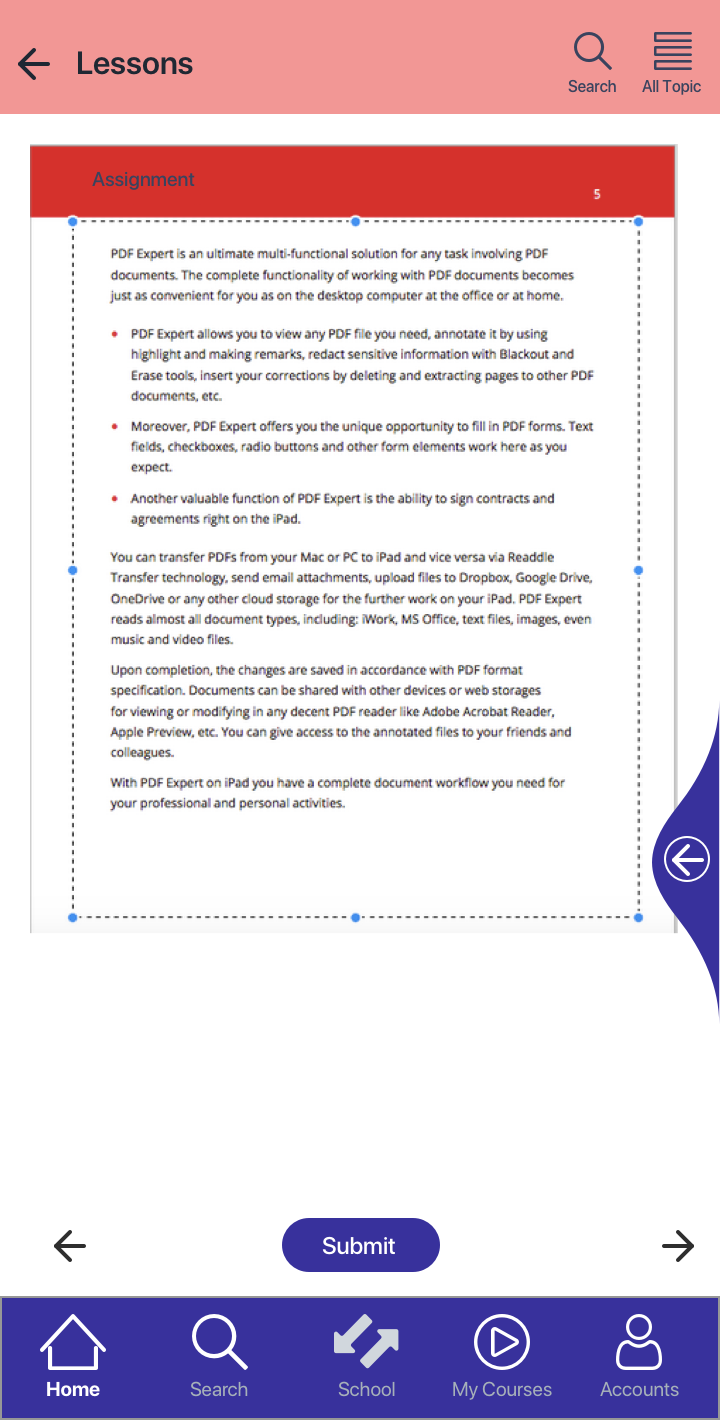 Lessons
Search
All Topic
Assignment
5
PDF Expert is an ultimate multi-functional solution for any task involving PDF
documents. The complete functionality of working with PDF documents becomes
just as convenient for you as on the desktop computer at the office or at home.
• PDF Expert allows you to view any PDF file you need, annotate it by using
highlight and making remarks, redact sensitive information with Blackout and
Erase tools, insert your corrections by deleting and extracting pages to other PDF
documents, etc.
• Moreover, PDF Expert offers you the unique opportunity to fill in PDF forms. Text
fields, checkboxes, radio buttons and other form elements work here as you
expect.
• Another valuable function of PDF Expert is the ability to sign contracts and
agreements right on the iPad.
You can transfer PDFs from your Mac or PC to iPad and vice versa via Readdle
Transfer technology, send email attachments, upload files to Dropbox, Google Drive,
OneDrive or any other cloud storage for the further work on your iPad. PDF Expert
reads almost all document types, including: iWork, MS Office, text files, images, even
music and video files.
Upon completion, the changes are saved in accordance with PDF format
specification. Documents can be shared with other devices or web storages
for viewing or modifying in any decent PDF reader like Adobe Acrobat Reader,
Apple Preview, etc. You can give access to the annotated files to your friends and
colleagues.
With PDF Expert on iPad you have a complete document workflow you need for
your professional and personal activities.
Submit
Home
Search
School
My Courses
Accounts